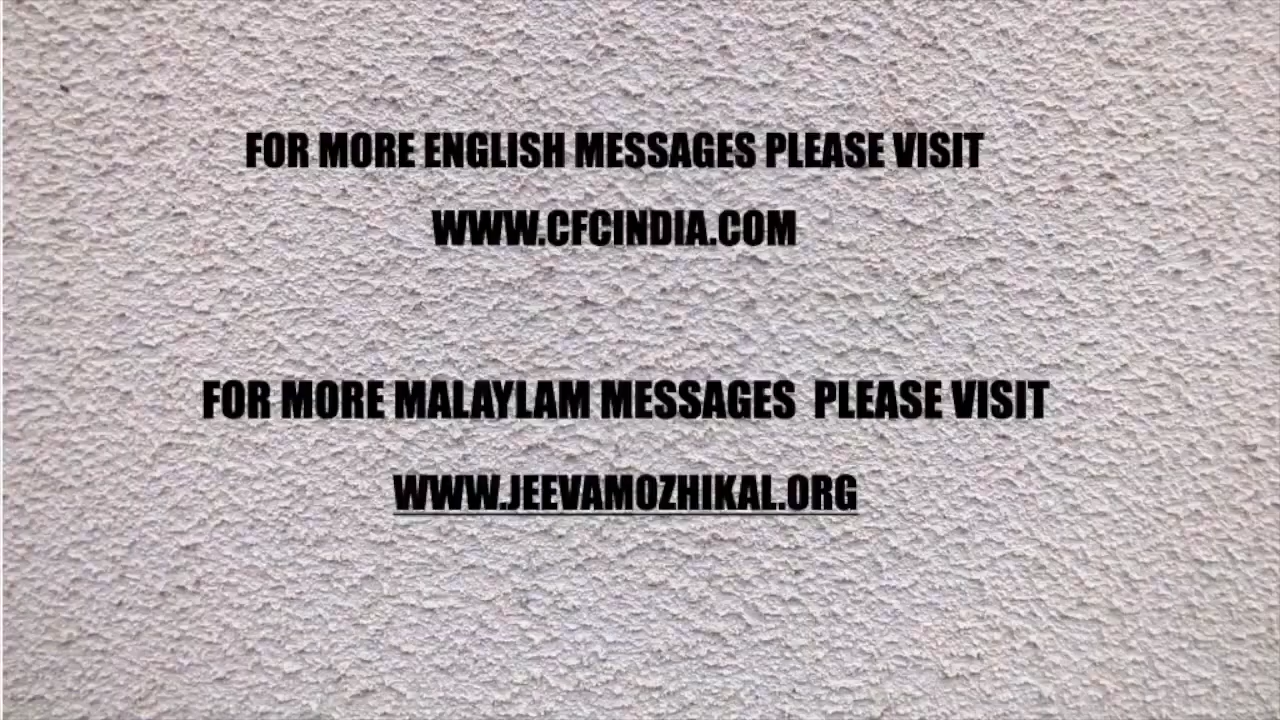 FOR MORE ENGLISH MESSAGES PLEASE VISIT
WWW.CFCINDIA.COM
FOR MORE MALAYLAM MESSAGES PLEASE VISIT
WWW.JEEVAMOZHIKAL.ORG